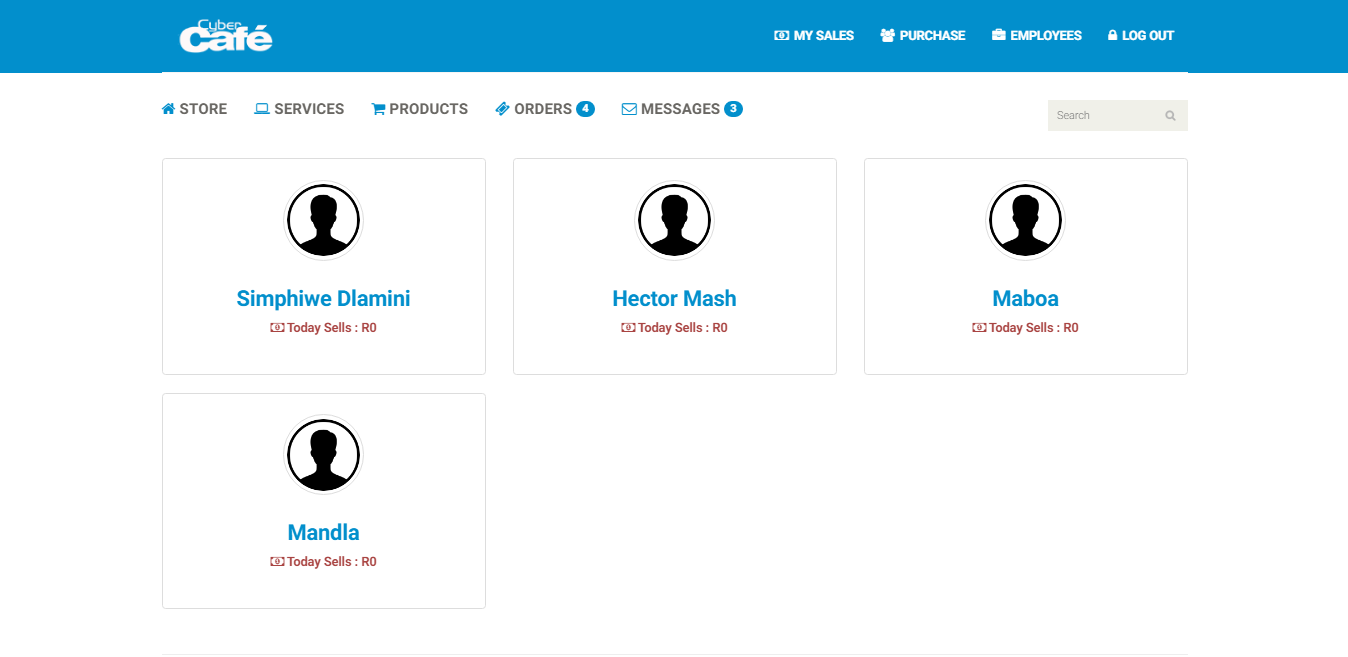 Cyber
Café
MY SALES PURCHASE EMPLOYEES LOG OUT
STORE SERVICES PRODUCTS ORDERS 4 MESSAGES 3
Search
Simphiwe Dlamini
Today Sells : R0
Hector Mash
Today Sells : R0
Maboa
Today Sells : R0
Mandla
Today Sells : R0